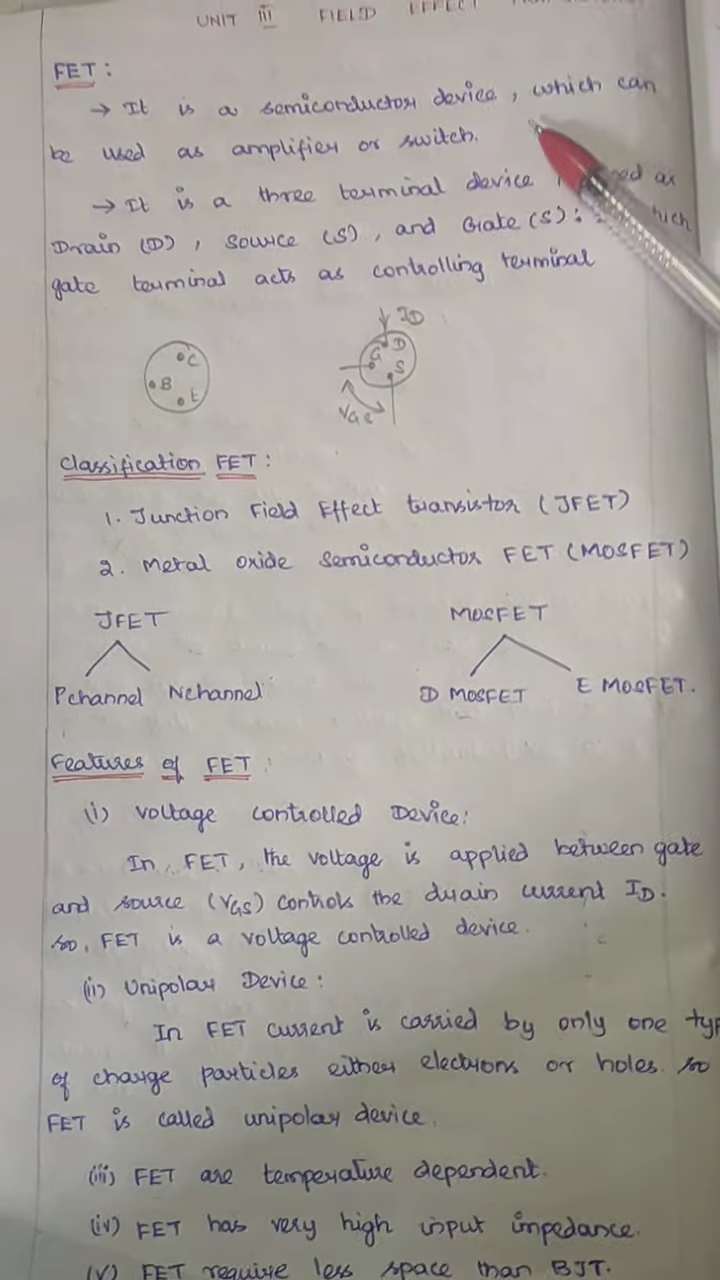 UNIT III FIELD EFFECT
FET :
→ It is a semiconductor device, which can
be used as amplifier or switch.
→ It is a three terminal device as
Drain (D), Source (S), and Gate (S):
gate terminal acts as controlling terminal
ID
C
B
E
D
G
S
VGS
Classification FET :
1. Junction Field Effect transistor (JFET)
2. Metal Oxide Semiconductor FET (MOSFET)
JFET MOSFET
Pchannel Nchannel D MOSFET E MOSFET.
Features of FET :
(i) Voltage controlled Device:
In, FET, the voltage is applied between gate
and source (VGS) controls the drain current ID.
so, FET is a voltage controlled device.
(ii) Unipolar Device :
In FET current is carried by only one typ
of charge particles either electrons or holes. so
FET is called unipolar device.
(iii) FET are temperature dependent.
(iv) FET has very high input impedance.
(V) FET require less space than BJT.